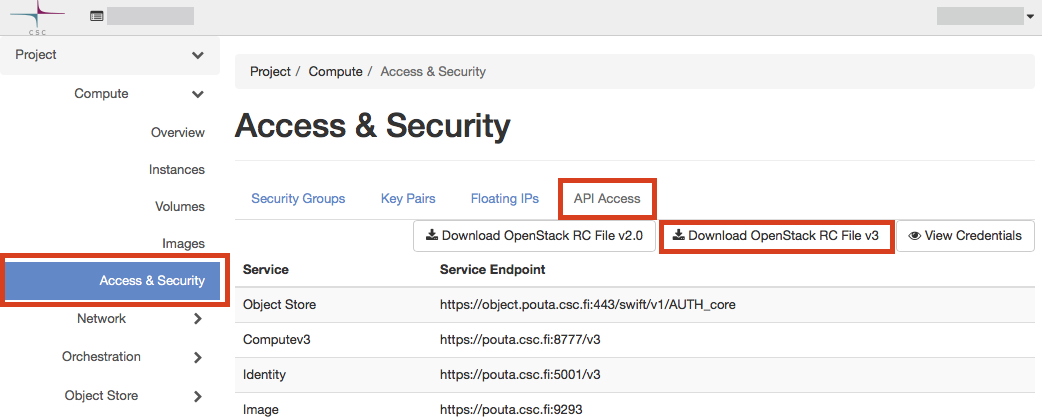 CSC
Project
Compute
Overview
Instances
Volumes
Images
Access & Security
Network
Orchestration
Object Store
Project / Compute / Access & Security
Access & Security
Security Groups Key Pairs Floating IPs API Access
Download OpenStack RC File v2.0 Download OpenStack RC File v3 View Credentials
Service Service Endpoint
Object Store https://object.pouta.csc.fi:443/swift/v1/AUTH_core
Computev3 https://pouta.csc.fi:8777/v3
Identity https://pouta.csc.fi:5001/v3
Image https://pouta.csc.fi:9293